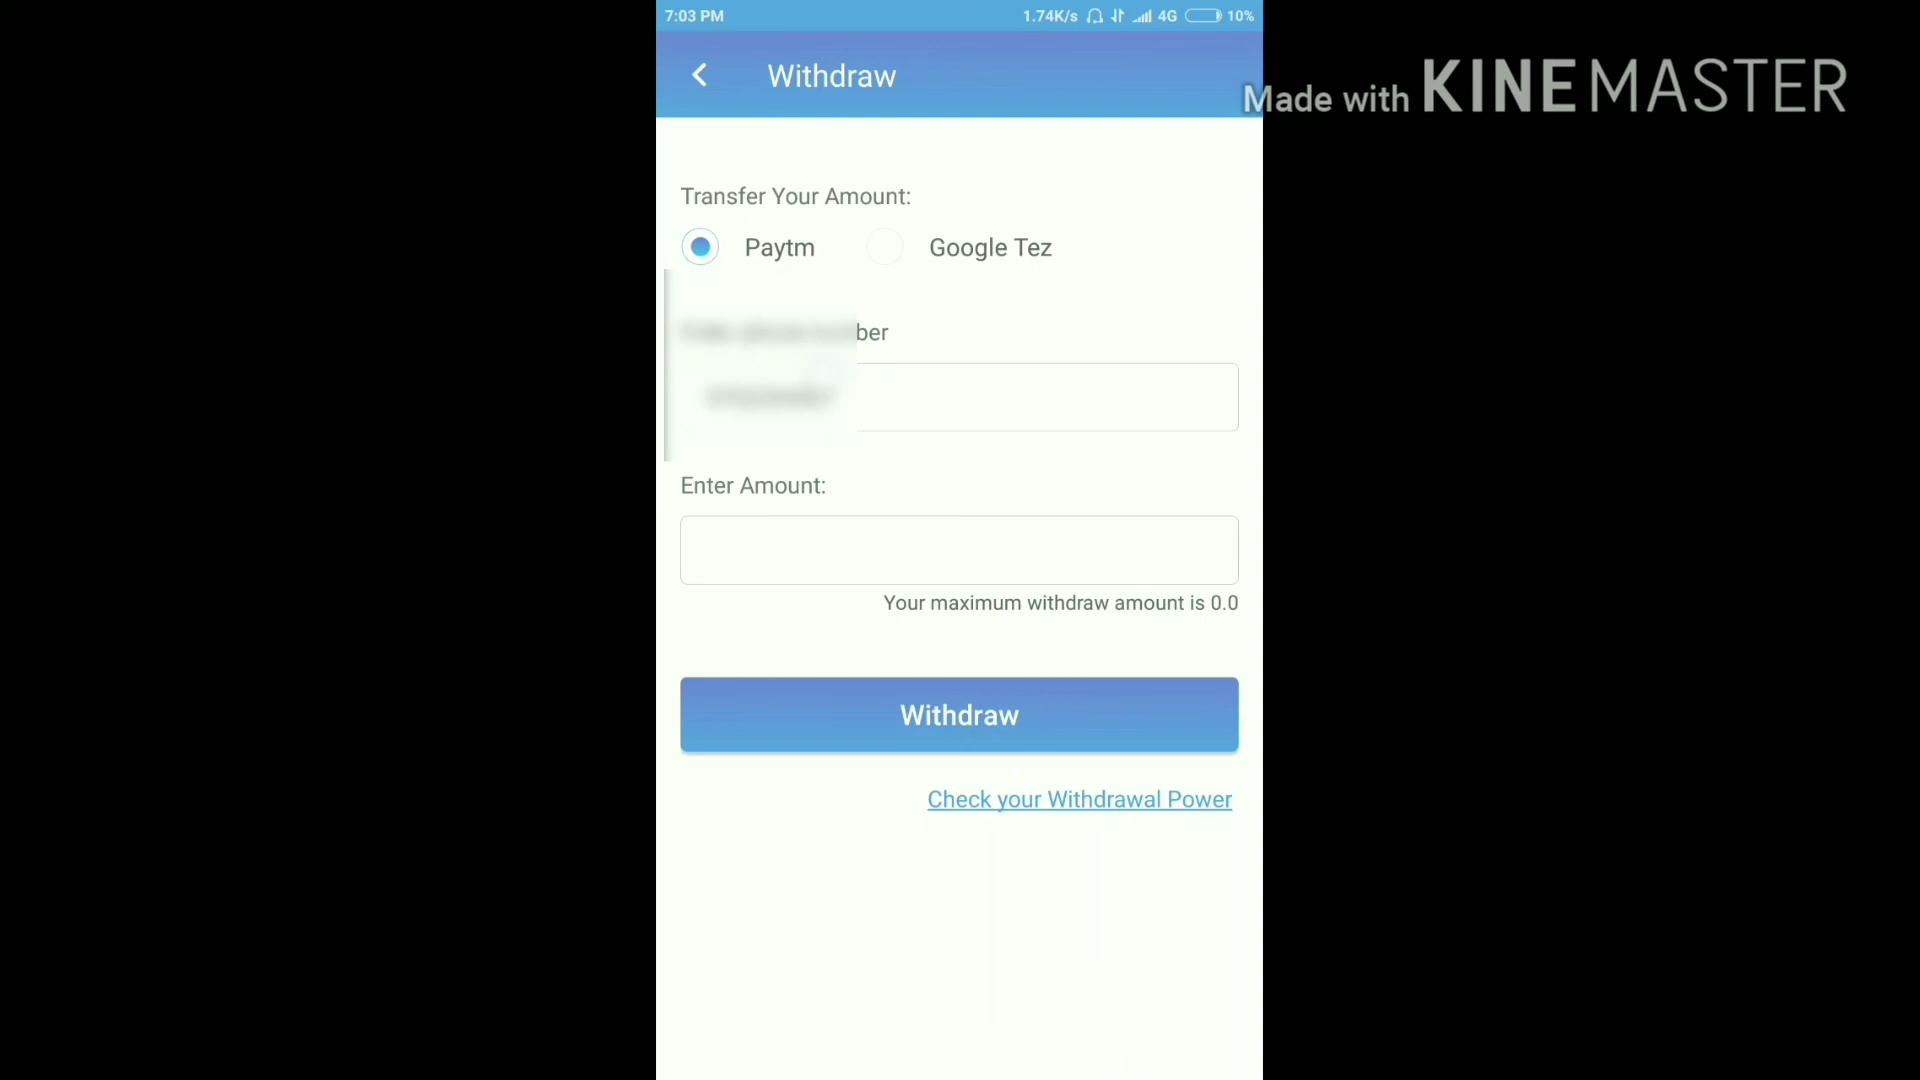 7:03 PM 1.74K/s 4G 10%
Withdraw
Made with KINEMASTER
Transfer Your Amount:
Paytm Google Tez
Enter Amount:
Your maximum withdraw amount is 0.0
Withdraw
Check your Withdrawal Power